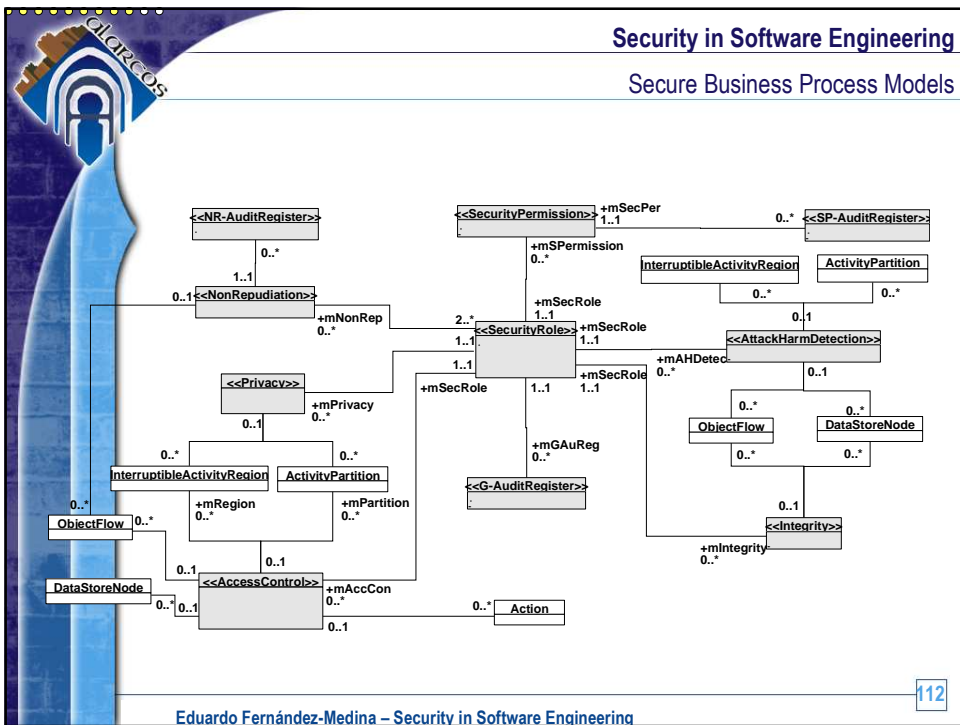 alarcos
Security in Software Engineering
Secure Business Process Models
<<NR-AuditRegister>>
0..*
1..1
0..1
<<NonRepudiation>>
+mNonRep
0..*
<<SecurityPermission>>
+mSecPer
1..1
0..*
<<SP-AuditRegister>>
+mSPermission
0..*
+mSecRole
1..1
InterruptibleActivityRegion
0..*
ActivityPartition
0..*
0..1
2..*
<<SecurityRole>>
+mSecRole
1..1
<<AttackHarmDetection>>
+mAHDetec
0..*
0..1
1..1
1..1
+mSecRole
1..1
+mSecRole
1..1
<<Privacy>>
+mPrivacy
0..*
0..1
0..*
0..*
InterruptibleActivityRegion
ActivityPartition
+mRegion
0..*
+mPartition
0..*
+mGAuReg
0..*
<<G-AuditRegister>>
0..*
ObjectFlow
0..*
0..*
DataStoreNode
0..*
0..1
<<Integrity>>
+mIntegrity
0..*
0..*
ObjectFlow
0..*
0..1
0..1
<<AccessControl>>
+mAccCon
0..*
DataStoreNode
0..*
0..1
0..1
0..*
Action
112
Eduardo Fernández-Medina – Security in Software Engineering